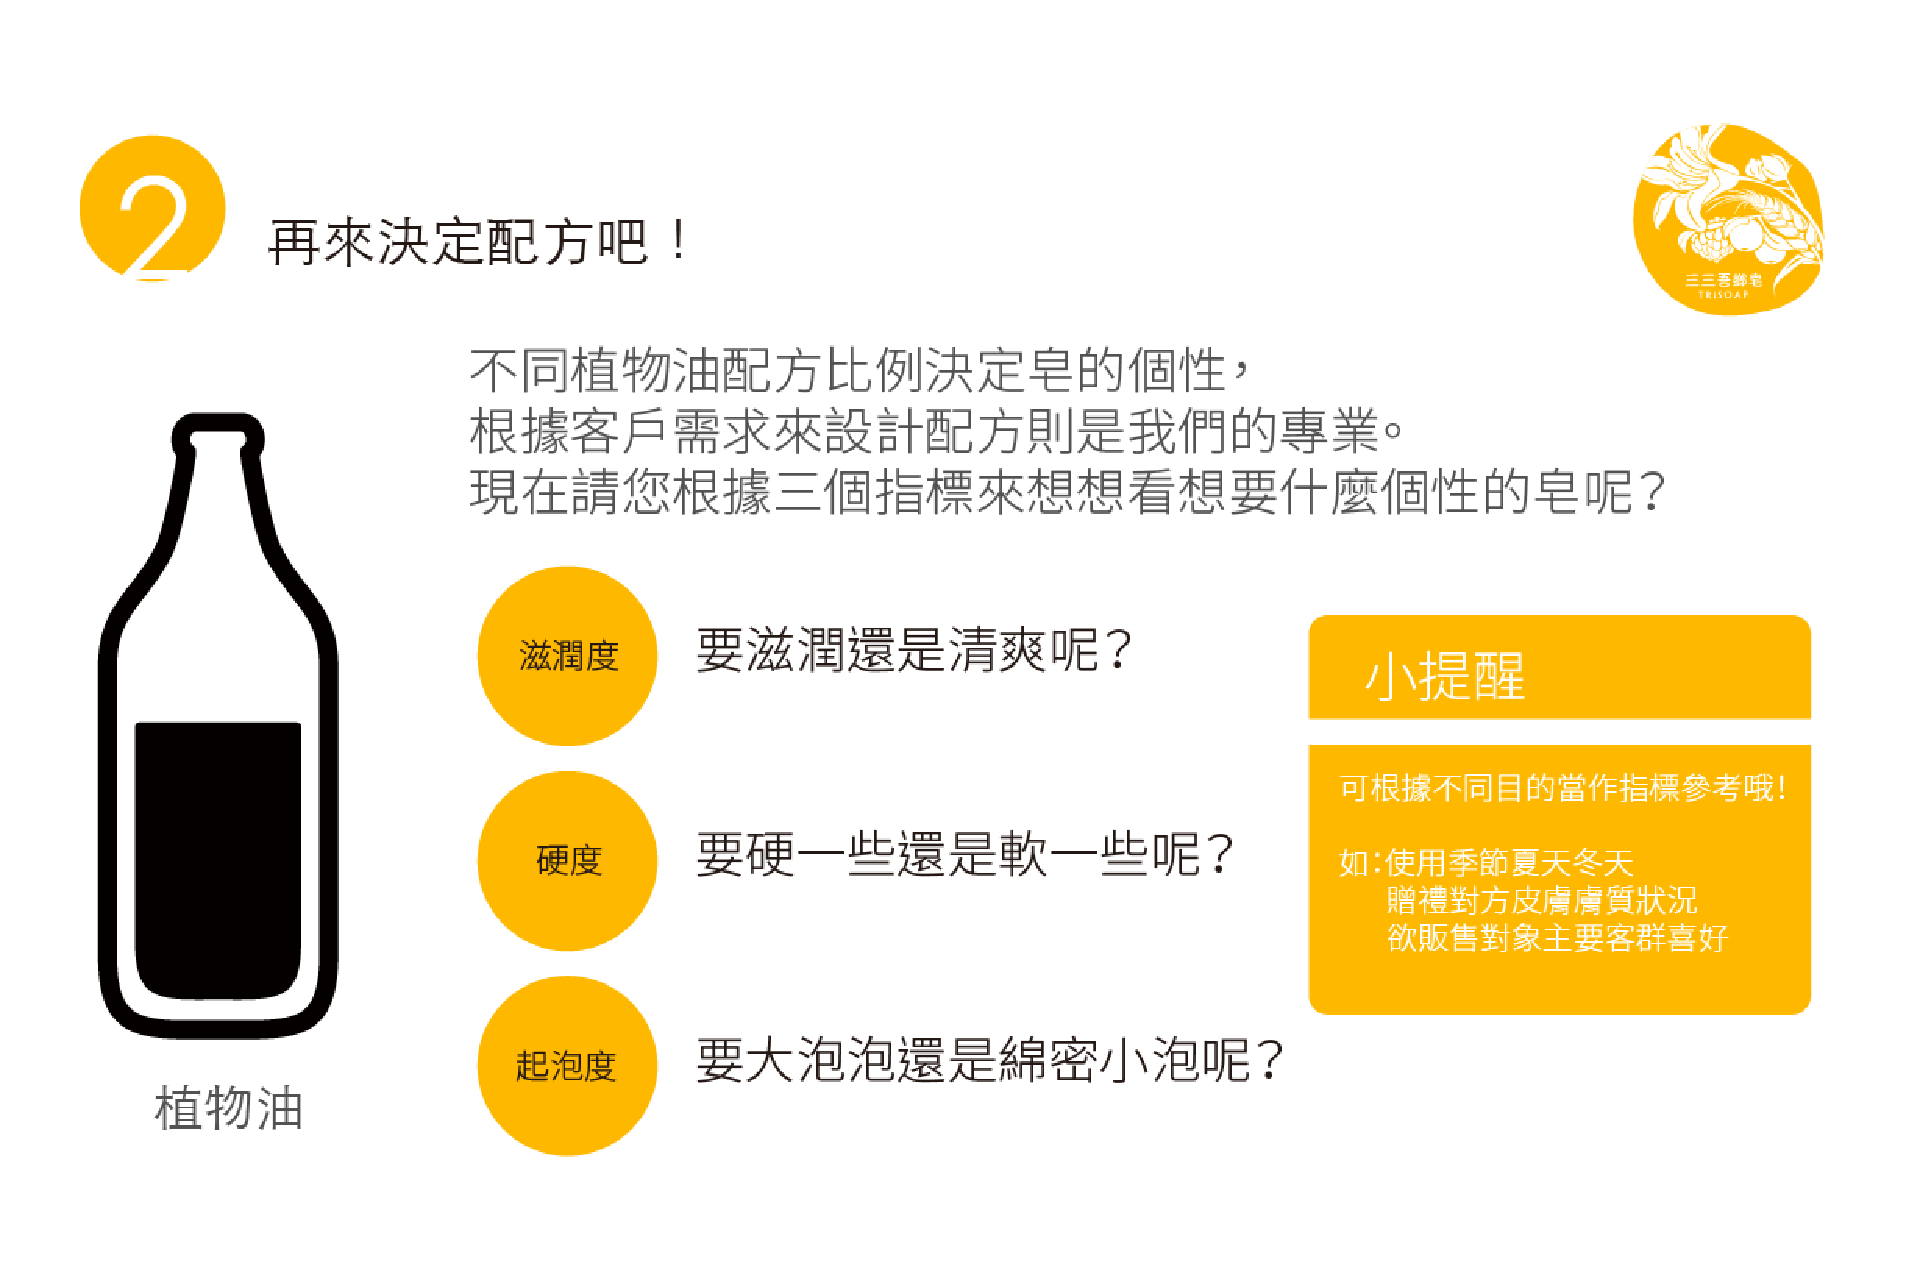 2
再來決定配方吧！
三三吾鄉皂
TRISOAP
不同植物油配方比例決定皂的個性，
根據客戶需求來設計配方則是我們的專業。
現在請您根據三個指標來想想看想要什麼個性的皂呢？
滋潤度
要滋潤還是清爽呢？
硬度
要硬一些還是軟一些呢？
起泡度
要大泡泡還是綿密小泡呢？
植物油
小提醒
可根據不同目的當作指標參考哦！
如：使用季節夏天冬天
贈禮對方皮膚膚質狀況
欲販售對象主要客群喜好